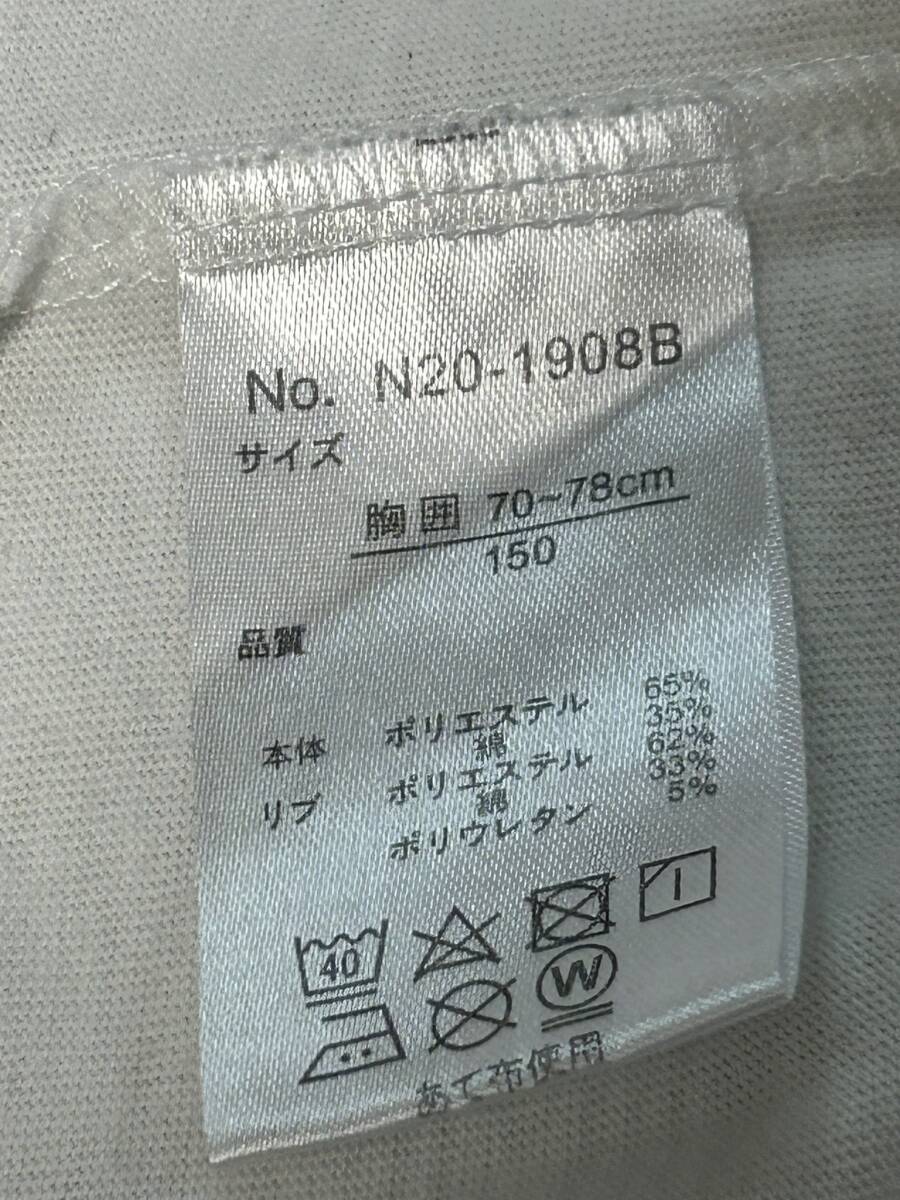 No. N20-1908B
サイズ
胸囲 70~78cm
150
品質
本体 ポリエステル 65%
綿 35%
リブ ポリエステル 62%
綿 33%
ポリウレタン 5%
40
W
あて布使用